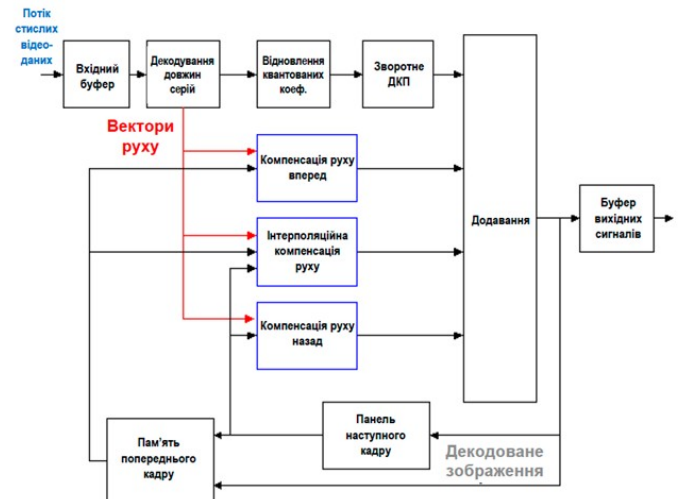 Потік
стислих
відео-
даних
Вхідний
буфер
Декодування
довжин
серій
Відновлення
квантованих
коеф.
Зворотне
ДКП
Вектори
руху
Компенсація руху
вперед
Інтерполяційна
компенсація
руху
Компенсація руху
назад
Додавання
Буфер
вихідних
сигналів
Панель
наступного
кадру
Пам'ять
попереднього
кадру
Декодоване
зображення